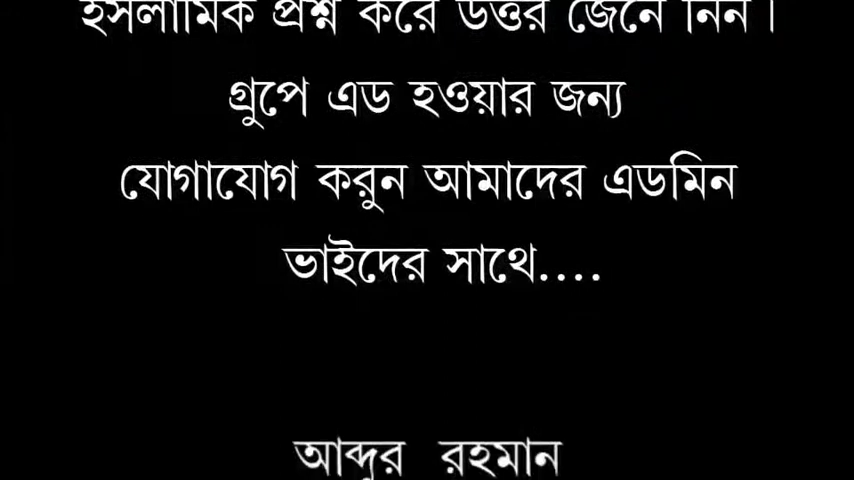 ইসলামিক প্রশ্ন করে উত্তর জেনে নিন।
গ্রুপে এড হওয়ার জন্য
যোগাযোগ করুন আমাদের এডমিন
ভাইদের সাথে....
আব্দুর রহমান